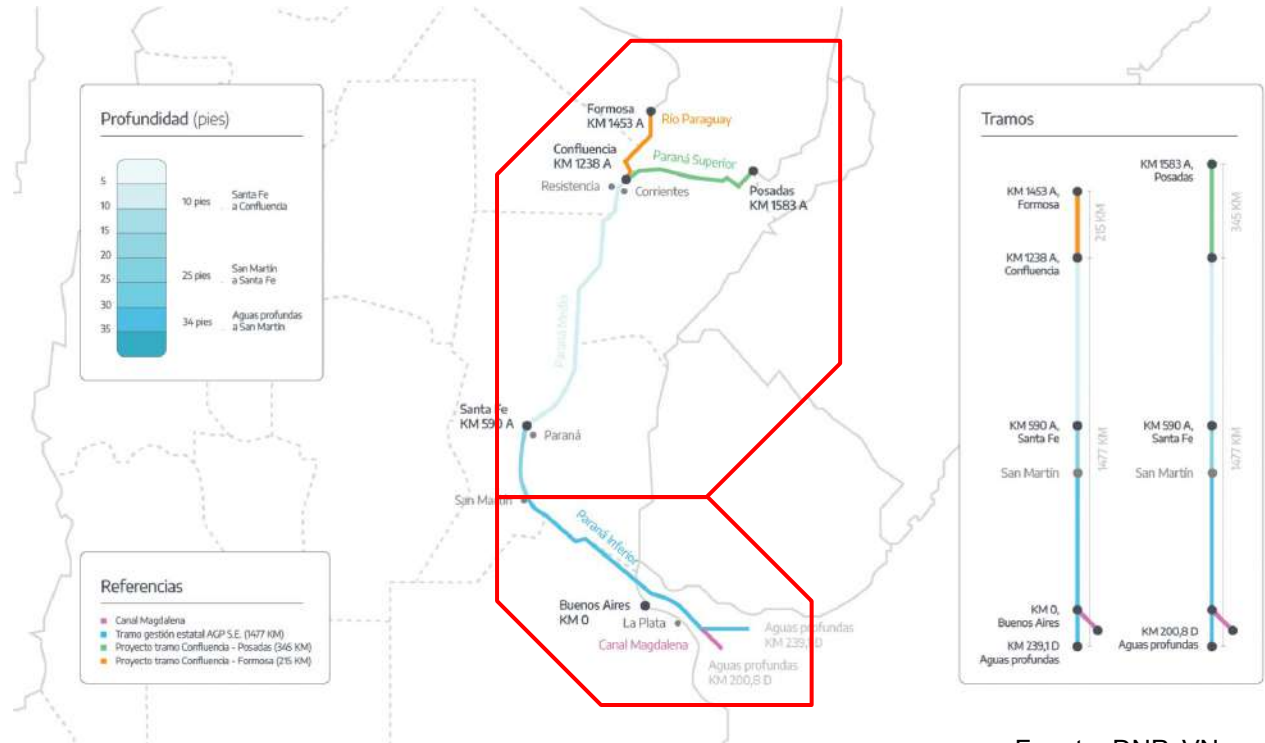 Profundidad (pies)
5
10
15
20
25
30
35
10 pies
Santa Fe
a Confluencia
25 pies
San Martín
a Santa Fe
34 pies
Aguas profundas
a San Martín
Referencias
Canal Magdalena
Tramo gestión estatal AGP S.E. (1477 KM)
Proyecto tramo Confluencia - Posadas (346 KM)
Proyecto tramo Confluencia - Formosa (215 KM)
Formosa
KM 1453 A
Río Paraguay
Confluencia
KM 1238 A
Paraná Superior
Resistencia
Corrientes
Posadas
KM 1583 A
Paraná Medio
Santa Fe
KM 590 A
Paraná
San Martín
Paraná Inferior
Buenos Aires
KM 0
La Plata
Canal Magdalena
Aguas profundas
KM 239,1 D
Aguas profundas
KM 200,8 D
Tramos
KM 1453 A,
Formosa
215 KM
KM 1238 A,
Confluencia
KM 590 A,
Santa Fe
1477 KM
San Martín
KM 0,
Buenos Aires
KM 239,1 D
Aguas profundas
KM 1583 A,
Posadas
345 KM
KM 590 A,
Santa Fe
1477 KM
San Martín
KM 200,8 D
Aguas profundas